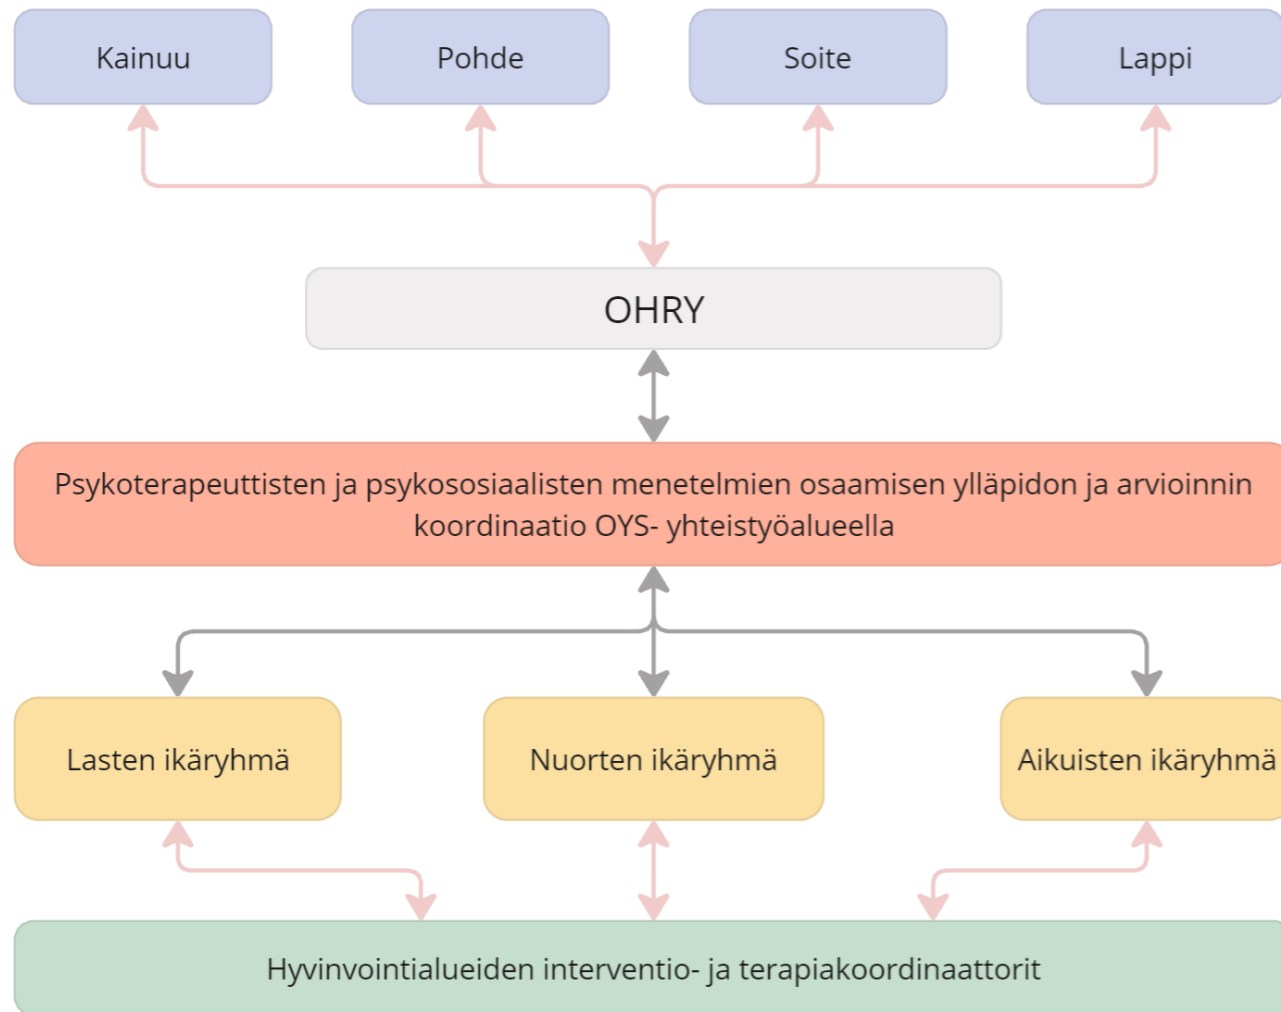 Kainuu
Pohde
Soite
Lappi
OHRY
Psykoterapeuttisten ja psykososiaalisten menetelmien osaamisen ylläpidon ja arvioinnin
koordinaatio OYS- yhteistyöalueella
Lasten ikäryhmä
Nuorten ikäryhmä
Aikuisten ikäryhmä
Hyvinvointialueiden interventio- ja terapiakoordinaattorit